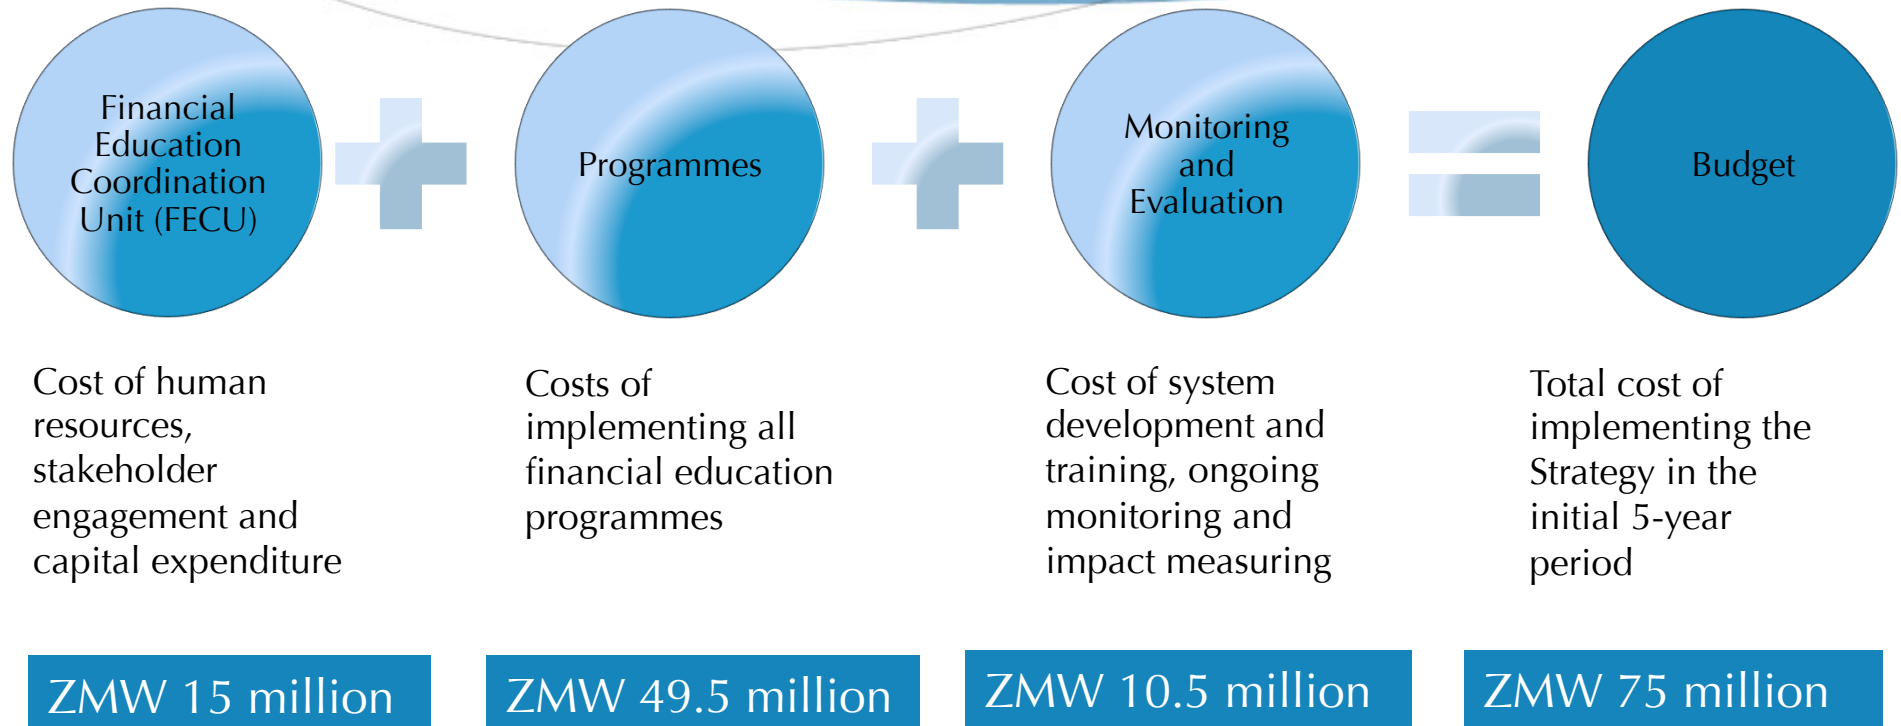 Financial
Education
Coordination
Unit (FECU)
Programmes
Monitoring
and
Evaluation
Budget
Cost of human
resources,
stakeholder
engagement and
capital expenditure
Costs of
implementing all
financial education
programmes
Cost of system
development and
training, ongoing
monitoring and
impact measuring
Total cost of
implementing the
Strategy in the
initial 5-year
period
ZMW 15 million
ZMW 49.5 million
ZMW 10.5 million
ZMW 75 million